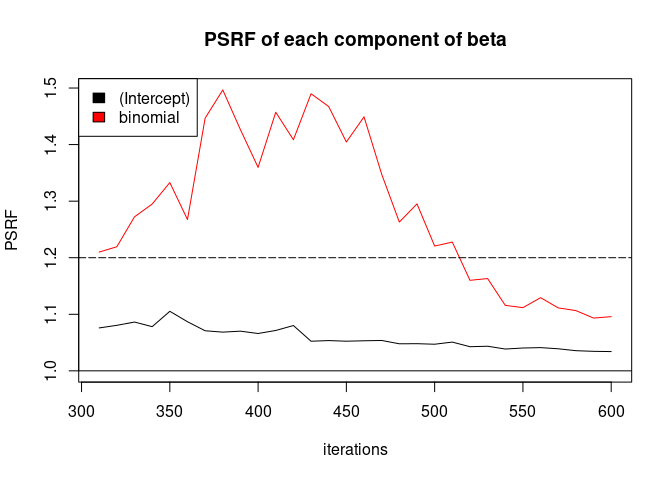 PSRF of each component of beta
(Intercept)
binomial
PSRF
1.5
1.4
1.3
1.2
1.1
1.0
300 350 400 450 500 550 600
iterations